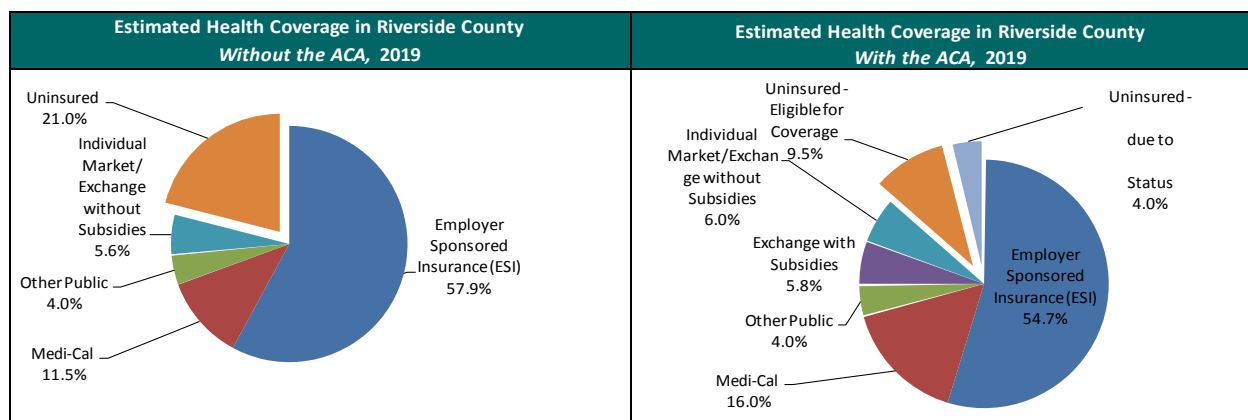 Estimated Health Coverage in Riverside County
Without the ACA, 2019
Uninsured
21.0%
Individual
Market/
Exchange
without
Subsidies
5.6%
Other Public
4.0%
Medi-Cal
11.5%
Employer
Sponsored
Insurance (ESI)
57.9%
Estimated Health Coverage in Riverside County
With the ACA, 2019
Uninsured -
Eligible for
Coverage
9.5%
Uninsured -
due to
Status
4.0%
Individual
Market/Exchan
ge without
Subsidies
6.0%
Exchange with
Subsidies
5.8%
Other Public
4.0%
Medi-Cal
16.0%
Employer
Sponsored
Insurance (ESI)
54.7%